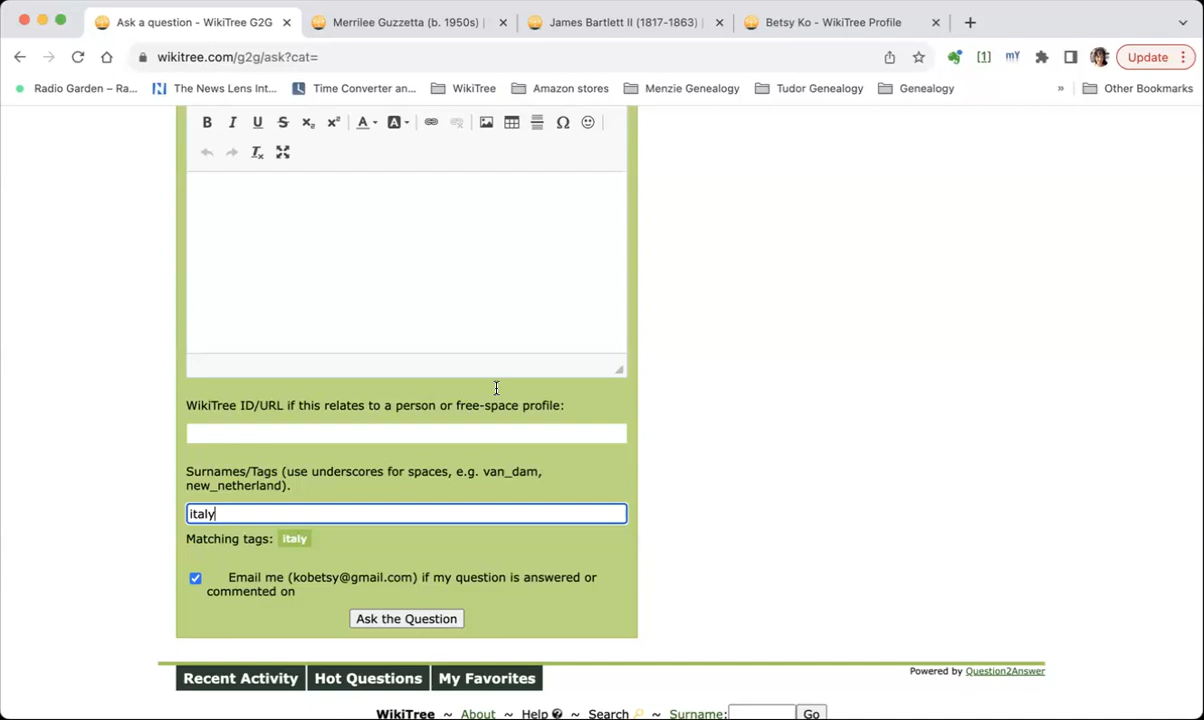 Ask a question - WikiTree G2G
Merrilee Guzzetta (b. 1950s) |
James Bartlett II (1817-1863) |
Betsy Ko - WikiTree Profile
wikitree.com/g2g/ask?cat=
[1]
mY
Update
Radio Garden – Ra...
The News Lens Int...
Time Converter an...
WikiTree
Amazon stores
Menzie Genealogy
Tudor Genealogy
Genealogy
»
Other Bookmarks
B I U S x₂ x² A A Ω
Tx
WikiTree ID/URL if this relates to a person or free-space profile:
Surnames/Tags (use underscores for spaces, e.g. van_dam,
new_netherland).
italy
Matching tags: italy
Email me (kobetsy@gmail.com) if my question is answered or
commented on
Ask the Question
Recent Activity Hot Questions My Favorites
Powered by Question2Answer
WikiTree ~ About ~ Help ~ Search ~ Surname: Go